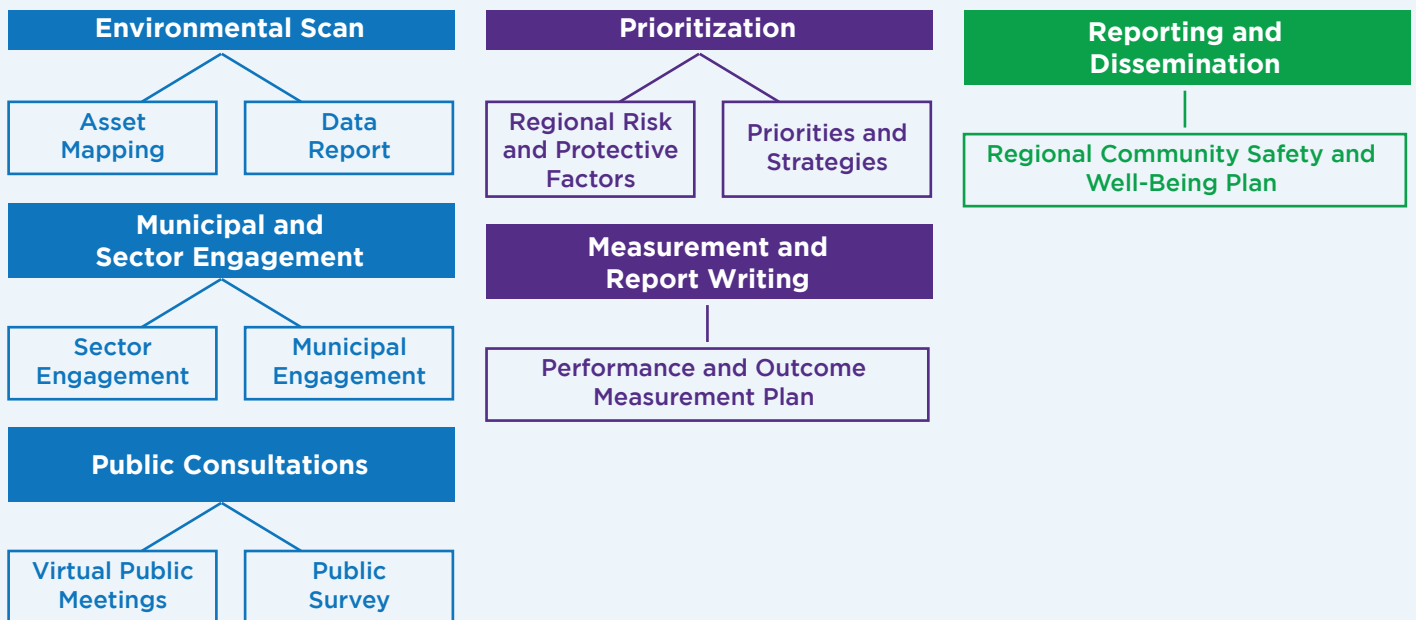 Environmental Scan
Asset
Mapping
Data
Report
Municipal and
Sector Engagement
Sector
Engagement
Municipal
Engagement
Public Consultations
Virtual Public
Meetings
Public
Survey
Prioritization
Regional Risk
and Protective
Factors
Priorities and
Strategies
Measurement and
Report Writing
Performance and Outcome
Measurement Plan
Reporting and
Dissemination
Regional Community Safety and
Well-Being Plan